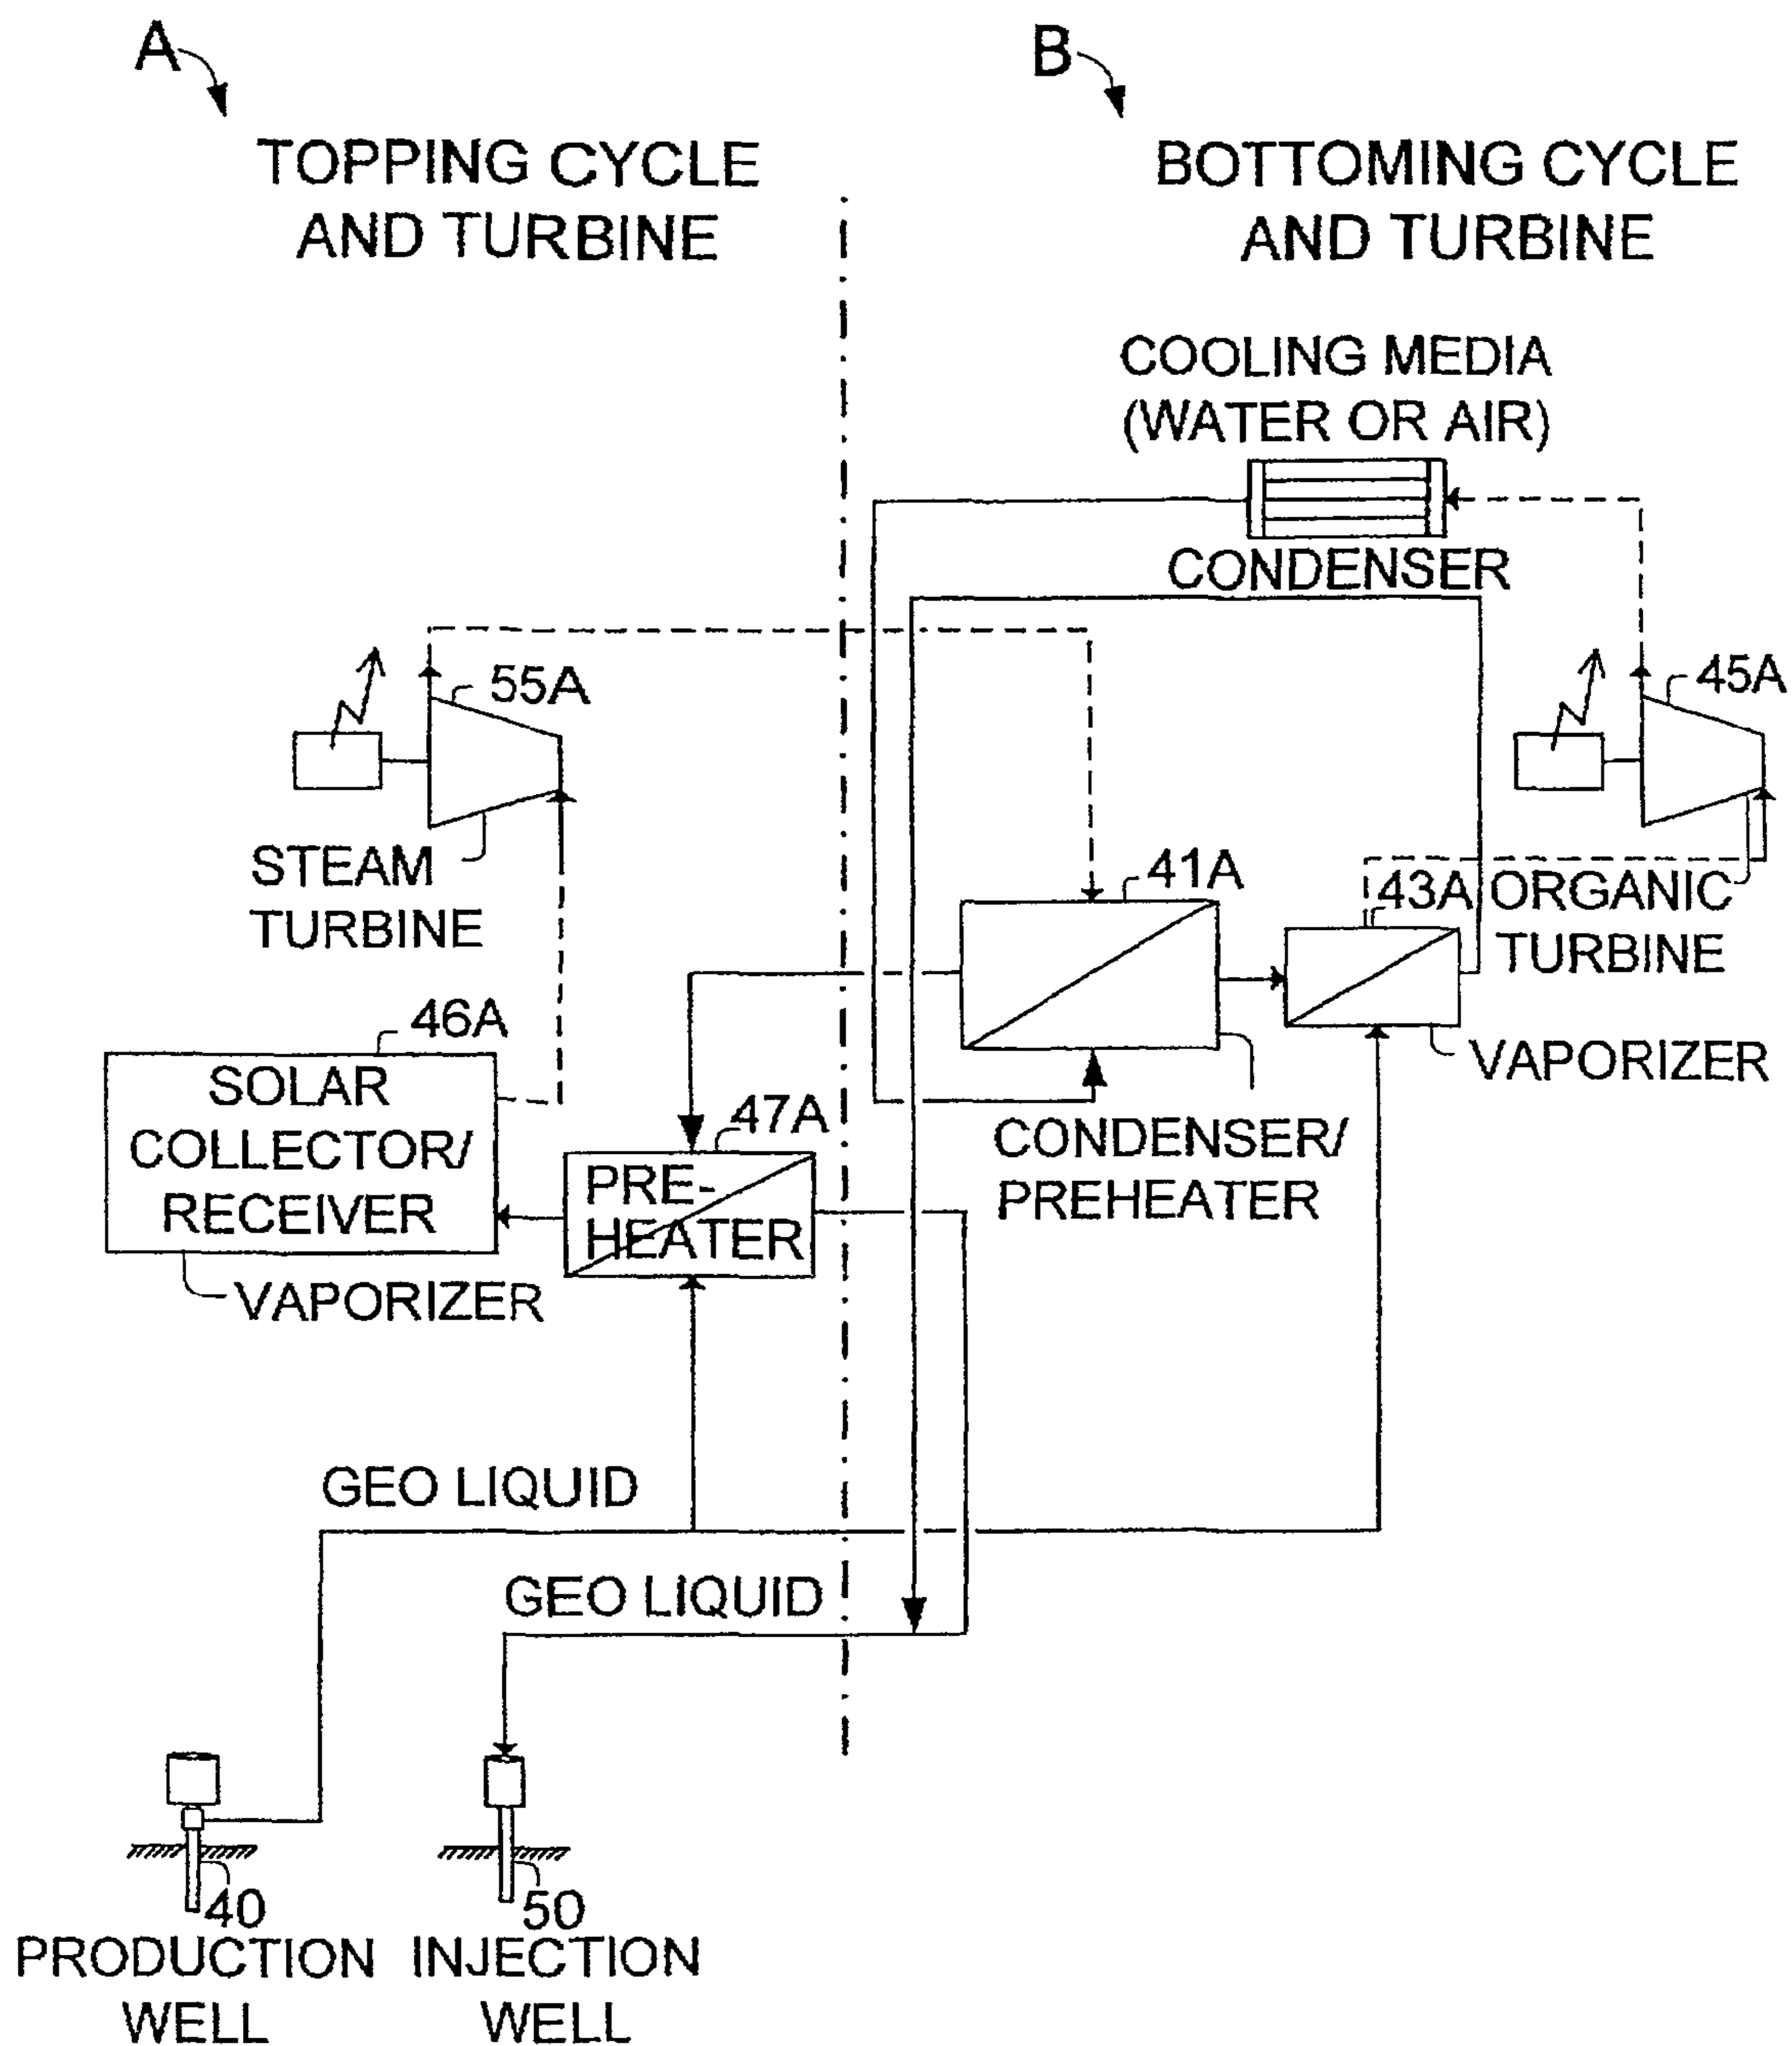 A
B
TOPPING CYCLE
AND TURBINE
BOTTOMING CYCLE
AND TURBINE
COOLING MEDIA
(WATER OR AIR)
CONDENSER
55A
45A
STEAM
TURBINE
41A
43A
ORGANIC
TURBINE
46A
SOLAR
COLLECTOR/
RECEIVER
VAPORIZER
47A
PRE-
HEATER
CONDENSER/
PREHEATER
VAPORIZER
GEO LIQUID
GEO LIQUID
40
PRODUCTION
WELL
50
INJECTION
WELL